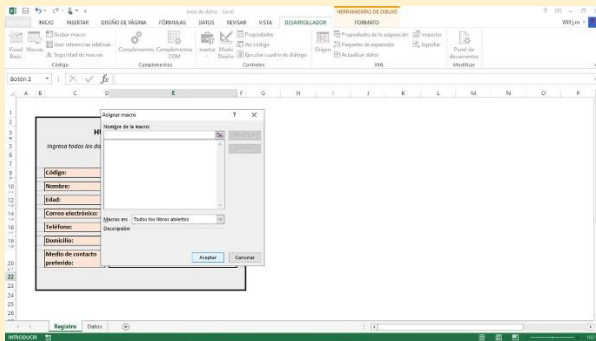 base de datos - Excel
HERRAMIENTAS DE DIBUJO
INICIO INSERTAR DISEÑO DE PÁGINA FÓRMULAS DATOS REVISAR VISTA DESARROLLADOR FORMATO
Visual Basic
Macros
Grabar macro
Usar referencias relativas
Seguridad de macros
Código
Complementos
Complementos COM
Complementos
Insertar
Modo Diseño
Propiedades
Ver código
Ejecutar cuadro de diálogo
Controles
Origen
Propiedades de la asignación
Paquetes de expansión
Actualizar datos
Importar
Exportar
XML
Panel de documentos
Modificar
Botón 2
A B C D E F G H I J K L M N O P
Ingresa todos los
Código:
Nombre:
Edad:
Correo electrónico:
Teléfono:
Domicilio:
Medio de contacto
preferido:
Asignar macro
Nombre de la macro:
Macros en: Todos los libros abiertos
Descripción
Aceptar Cancelar
Registro Datos
INTRODUCIR